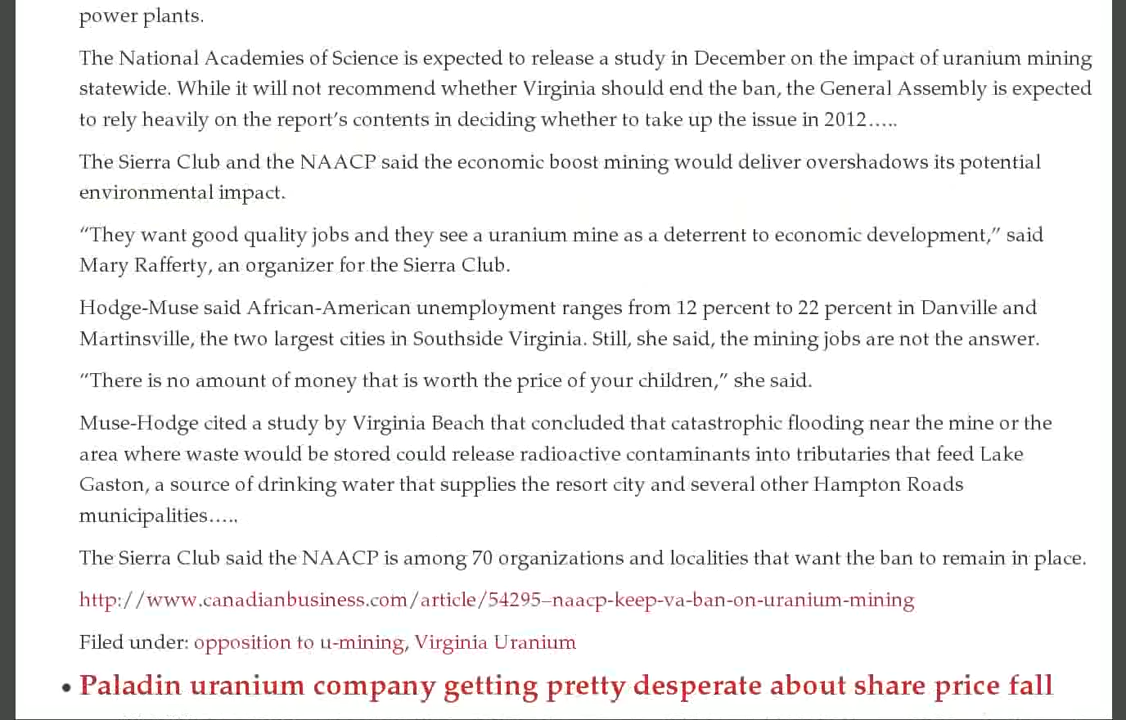 power plants.
The National Academies of Science is expected to release a study in December on the impact of uranium mining
statewide. While it will not recommend whether Virginia should end the ban, the General Assembly is expected
to rely heavily on the report’s contents in deciding whether to take up the issue in 2012…..
The Sierra Club and the NAACP said the economic boost mining would deliver overshadows its potential
environmental impact.
“They want good quality jobs and they see a uranium mine as a deterrent to economic development,” said
Mary Rafferty, an organizer for the Sierra Club.
Hodge-Muse said African-American unemployment ranges from 12 percent to 22 percent in Danville and
Martinsville, the two largest cities in Southside Virginia. Still, she said, the mining jobs are not the answer.
“There is no amount of money that is worth the price of your children,” she said.
Muse-Hodge cited a study by Virginia Beach that concluded that catastrophic flooding near the mine or the
area where waste would be stored could release radioactive contaminants into tributaries that feed Lake
Gaston, a source of drinking water that supplies the resort city and several other Hampton Roads
municipalities…..
The Sierra Club said the NAACP is among 70 organizations and localities that want the ban to remain in place.
http://www.canadianbusiness.com/article/54295–naacp-keep-va-ban-on-uranium-mining
Filed under: opposition to u-mining, Virginia Uranium
• Paladin uranium company getting pretty desperate about share price fall